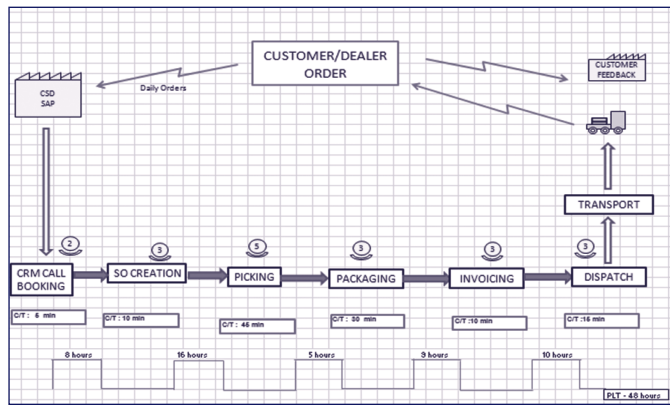 CUSTOMER/DEALER
ORDER
CUSTOMER
FEEDBACK
CSD
SAP
Daily Orders
TRANSPORT
2
3
5
3
3
3
CRM CALL
BOOKING
SO CREATION
PICKING
PACKAGING
INVOICING
DISPATCH
C/T : 5 min
C/T : 10 min
C/T : 45 min
C/T : 30 min
C/T :10 min
C/T :15 min
8 hours
16 hours
5 hours
9 hours
10 hours
PLT - 48 hours